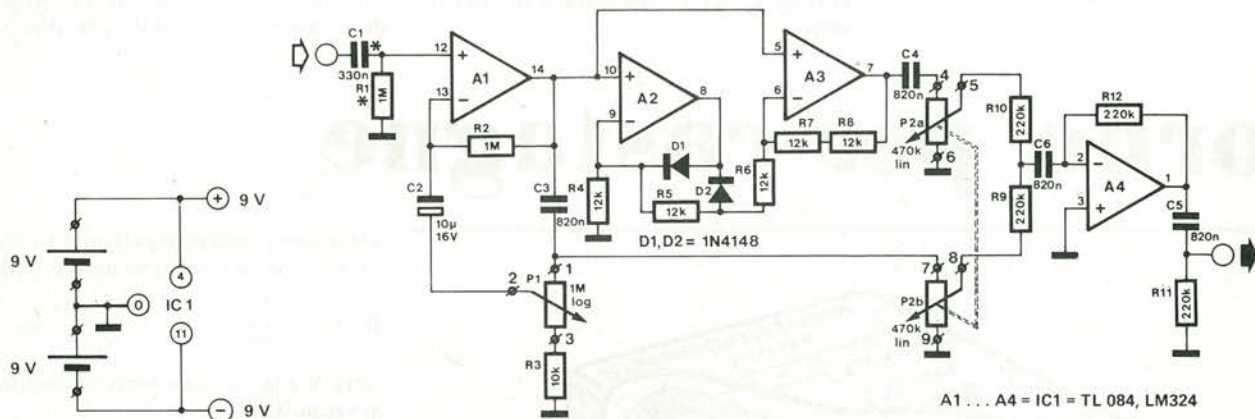 C1
*
330n
R1
1M
*
12
+
13
−
A1
14
R2
1M
C2
10µ
16V
C3
820n
2
P1
1
1M
log
3
R3
10k
10
+
9
−
A2
8
R4
12k
D1
R5
12k
D2
R6
12k
D1, D2 = 1N4148
5
+
6
−
A3
7
R7
12k
R8
12k
C4
820n
4
5
P2a
470k
lin
6
7
8
P2b
470k
lin
9
R10
220k
R9
220k
C6
820n
R12
220k
2
−
3
+
A4
1
C5
820n
R11
220k
+ 9 V
9 V
4
0
IC 1
11
9 V
− 9 V
A1 . . . A4 = IC1 = TL 084, LM324